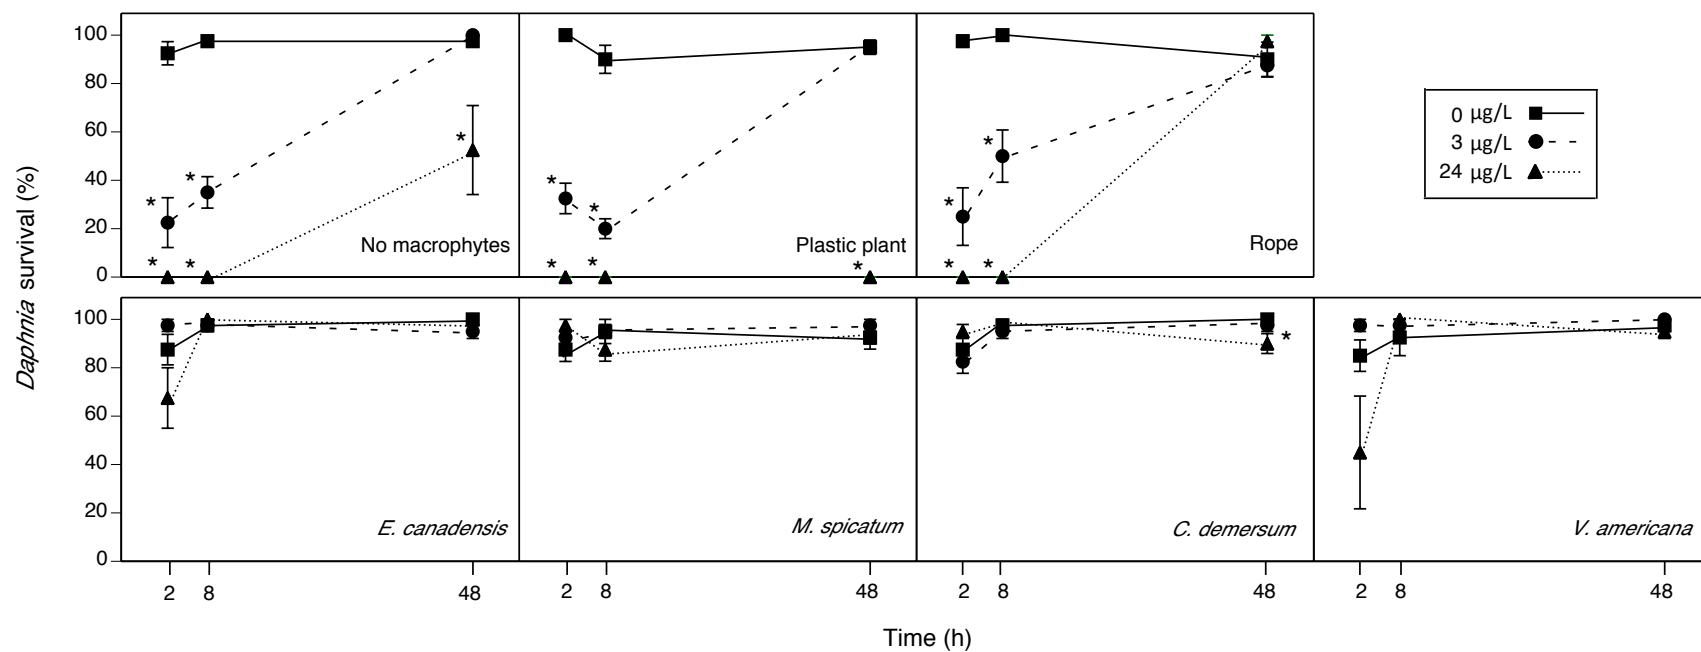 100
80
60
40
20
0
*
*
*
*
*
No macrophytes
*
*
*
*
*
Plastic plant
*
*
*
*
Rope
0 µg/L
3 µg/L
24 µg/L
Daphnia survival (%)
100
80
60
40
20
0
E. canadensis
M. spicatum
*
C. demersum
V. americana
2 8 48
2 8 48
2 8 48
2 8 48
Time (h)